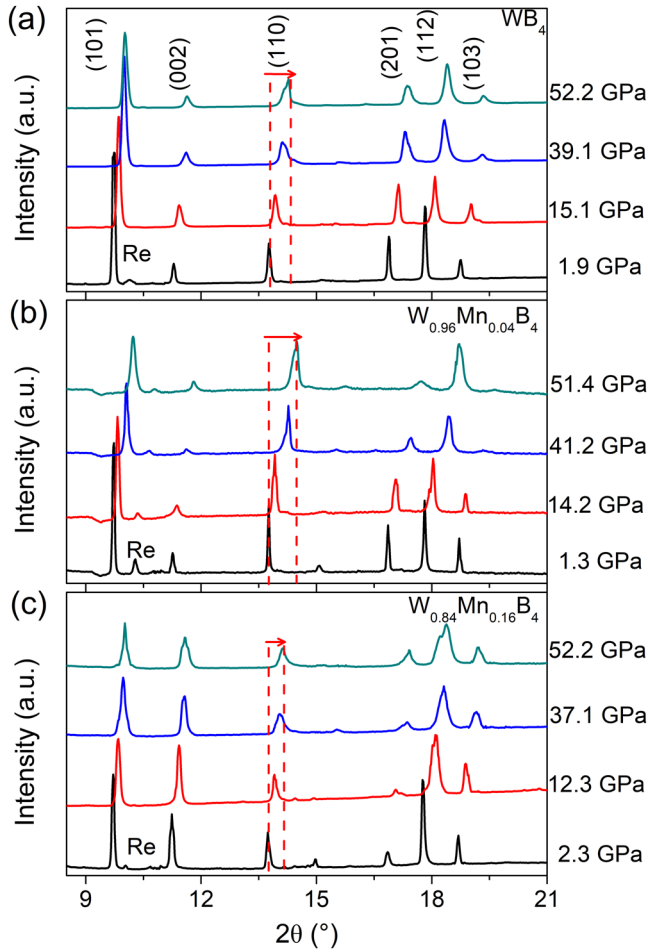 (a)
WB4
(101)
(002)
(110)
(201)
(112)
(103)
52.2 GPa
39.1 GPa
15.1 GPa
Re
1.9 GPa
Intensity (a.u.)
(b)
W0.96Mn0.04B4
51.4 GPa
41.2 GPa
14.2 GPa
Re
1.3 GPa
Intensity (a.u.)
(c)
W0.84Mn0.16B4
52.2 GPa
37.1 GPa
12.3 GPa
Re
2.3 GPa
Intensity (a.u.)
9 12 15 18 21
2θ (°)